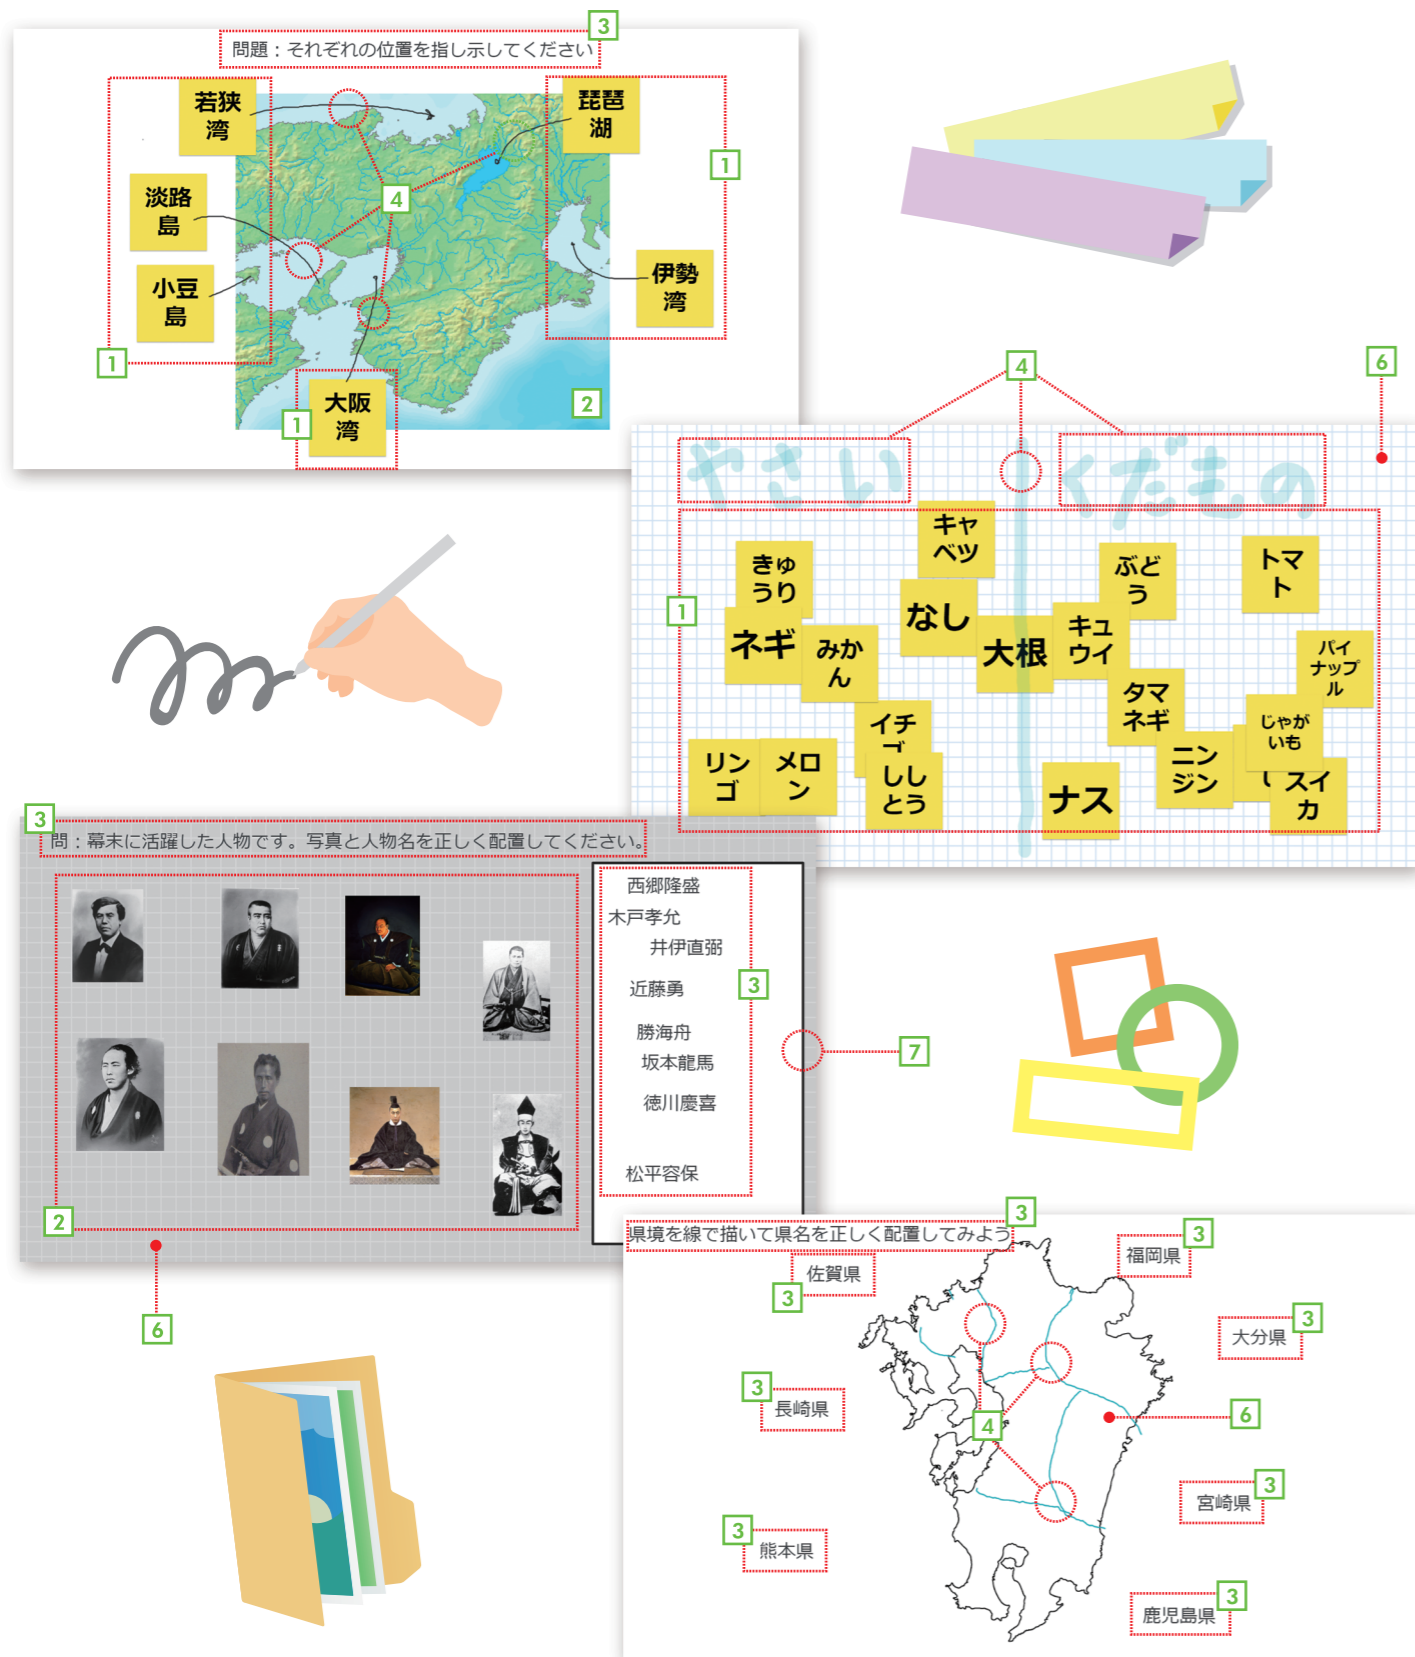 3
問題：それぞれの位置を指し示してください
若狭
湾
琵琶
湖
1
4
淡路
島
小豆
島
伊勢
湾
1
大阪
湾
1
2
4
6
やさい
くだもの
キャ
ベツ
きゅ
うり
ぶど
う
トマ
ト
1
ネギ
みか
ん
なし
大根
キュ
ウイ
パイ
ナップ
ル
タマ
ネギ
イチ
ゴ
じゃが
いも
リン
ゴ
メロ
ン
しし
とう
ナス
ニン
ジン
し
スイ
カ
3
問：幕末に活躍した人物です。写真と人物名を正しく配置してください。
西郷隆盛
木戸孝允
井伊直弼
近藤勇
3
勝海舟
坂本龍馬
7
徳川慶喜
松平容保
2
6
3
県境を線で描いて県名を正しく配置してみよう
3
福岡県
佐賀県
3
3
大分県
3
長崎県
4
6
3
宮崎県
3
熊本県
3
鹿児島県